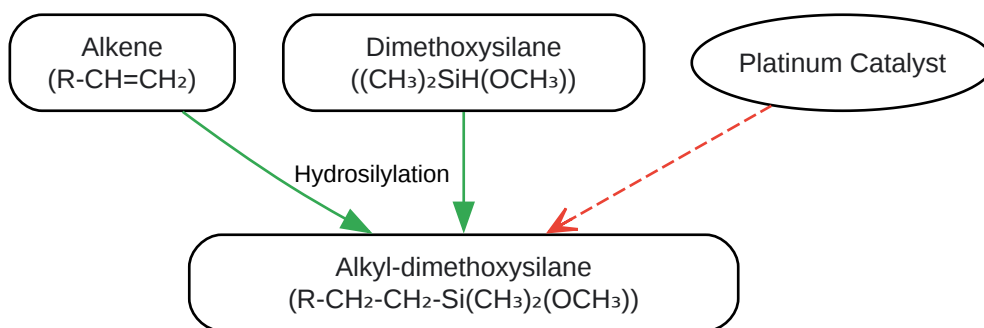 Alkene
(R-CH=CH₂)
Dimethoxysilane
((CH₃)₂SiH(OCH₃))
Platinum Catalyst
Hydrosilylation
Alkyl-dimethoxysilane
(R-CH₂-CH₂-Si(CH₃)₂(OCH₃))